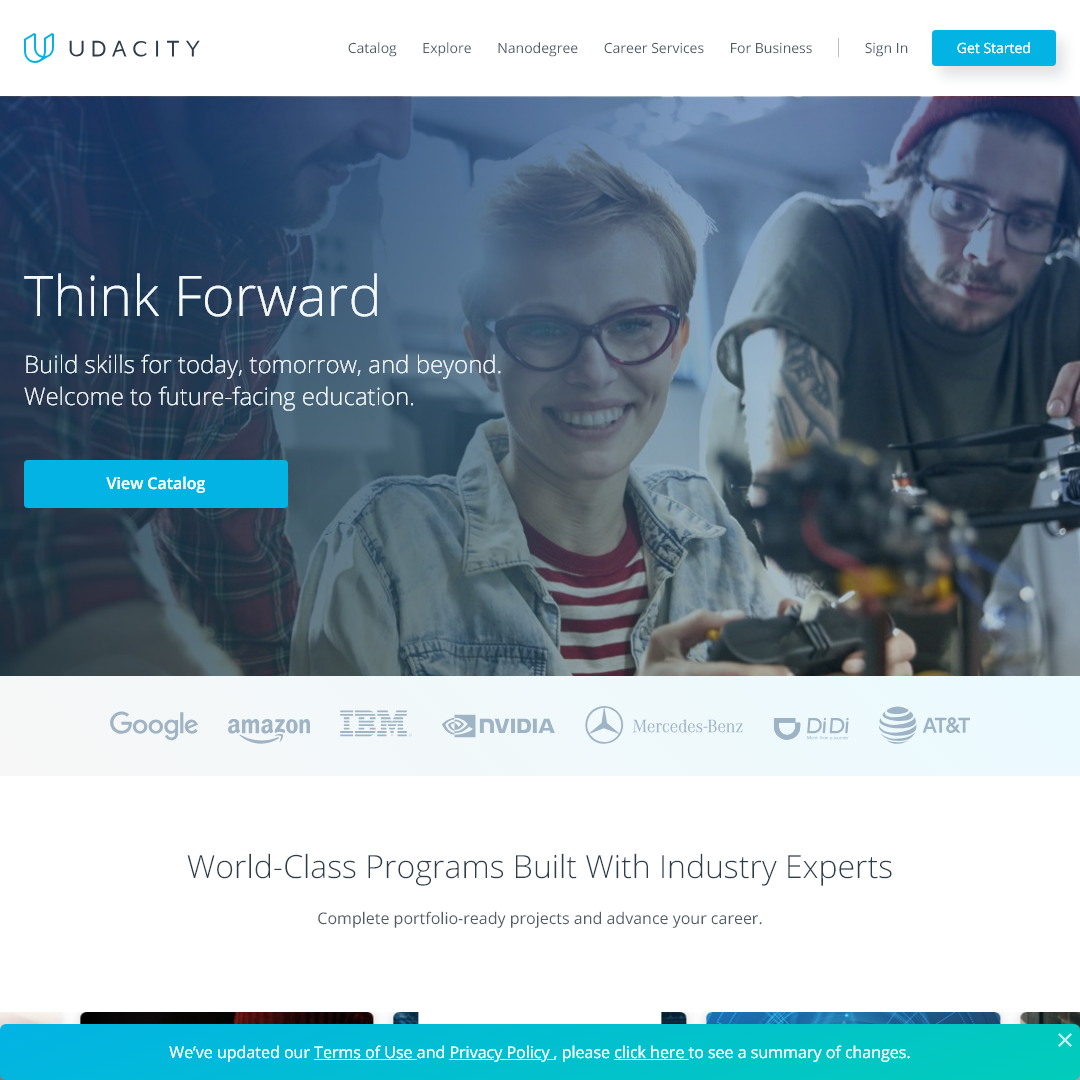 UDACITY
Catalog
Explore
Nanodegree
Career Services
For Business
Sign In
Get Started
Think Forward
Build skills for today, tomorrow, and beyond.
Welcome to future-facing education.
View Catalog
Google
amazon
IBM
NVIDIA
Mercedes-Benz
DiDi
AT&T
World-Class Programs Built With Industry Experts
Complete portfolio-ready projects and advance your career.
We've updated our Terms of Use and Privacy Policy , please click here to see a summary of changes.